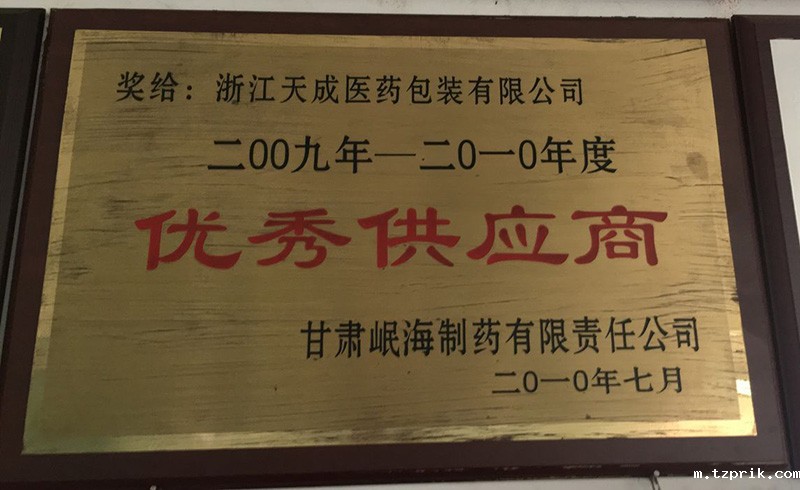 奖给：浙江天成医药包装有限公司
二00九年—二0一0年度
优秀供应商
甘肃岷海制药有限责任公司
二0一0年七月
m.tzprik.com